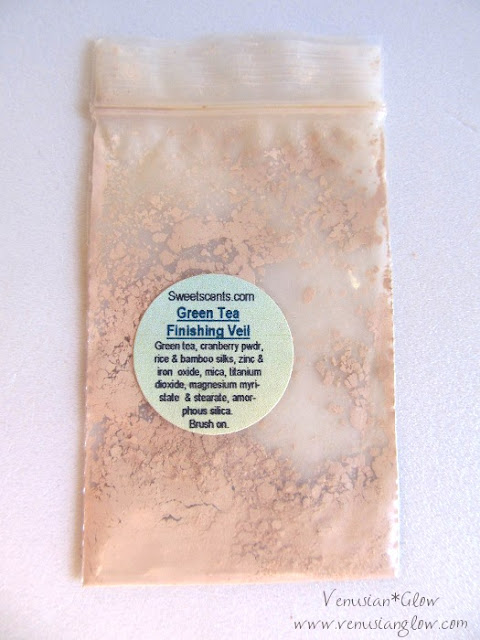 Sweetscents.com
Green Tea
Finishing Veil
Green tea, cranberry pwdr,
rice & bamboo silks, zinc &
iron oxide, mica, titanium
dioxide, magnesium myri-
state & stearate, amor-
phous silica.
Brush on.
Venusian*Glow
www.venusianglow.com